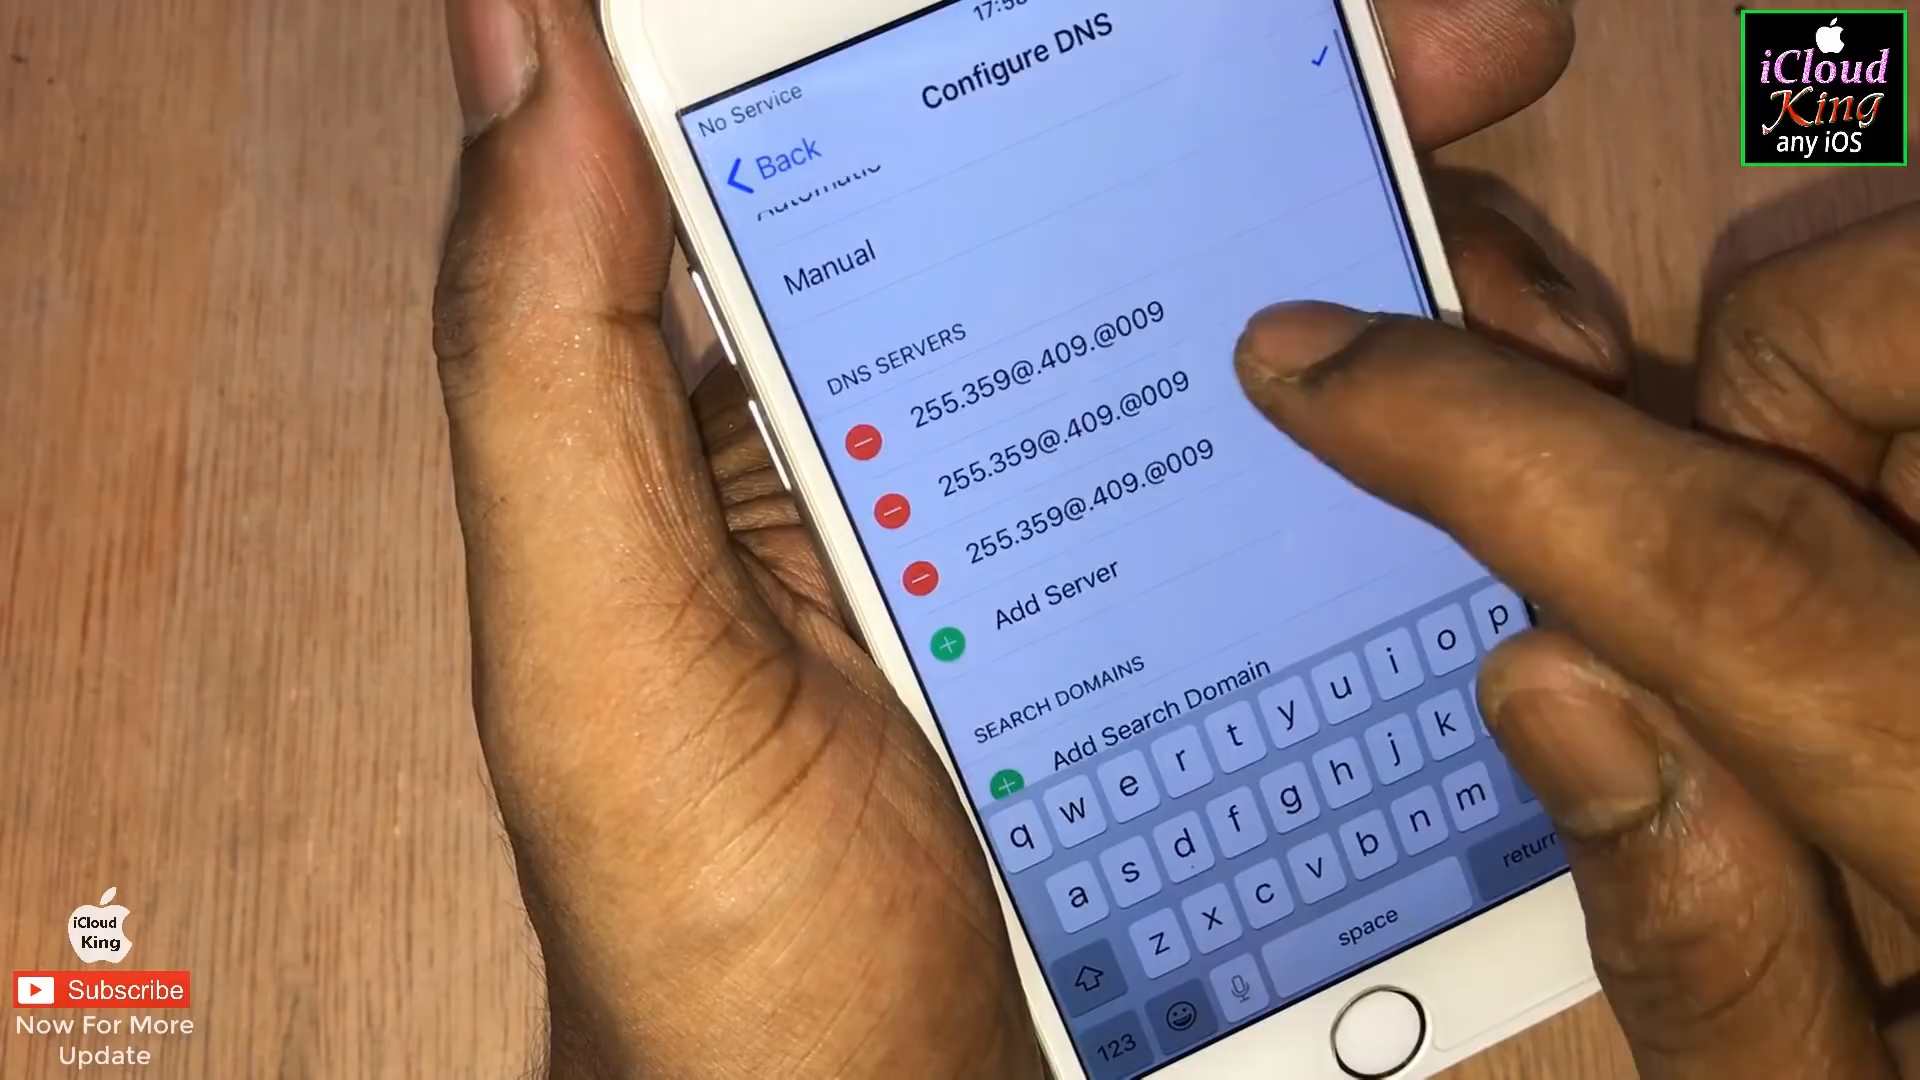 17:58
No Service
Configure DNS
Back
Automatic
Manual
DNS SERVERS
255.359@.409.@009
255.359@.409.@009
255.359@.409.@009
Add Server
SEARCH DOMAINS
Add Search Domain
q w e r t y u i o p
a s d f g h j k
z x c v b n m
123
space
return
iCloud
King
any iOS
iCloud
King
Subscribe
Now For More
Update